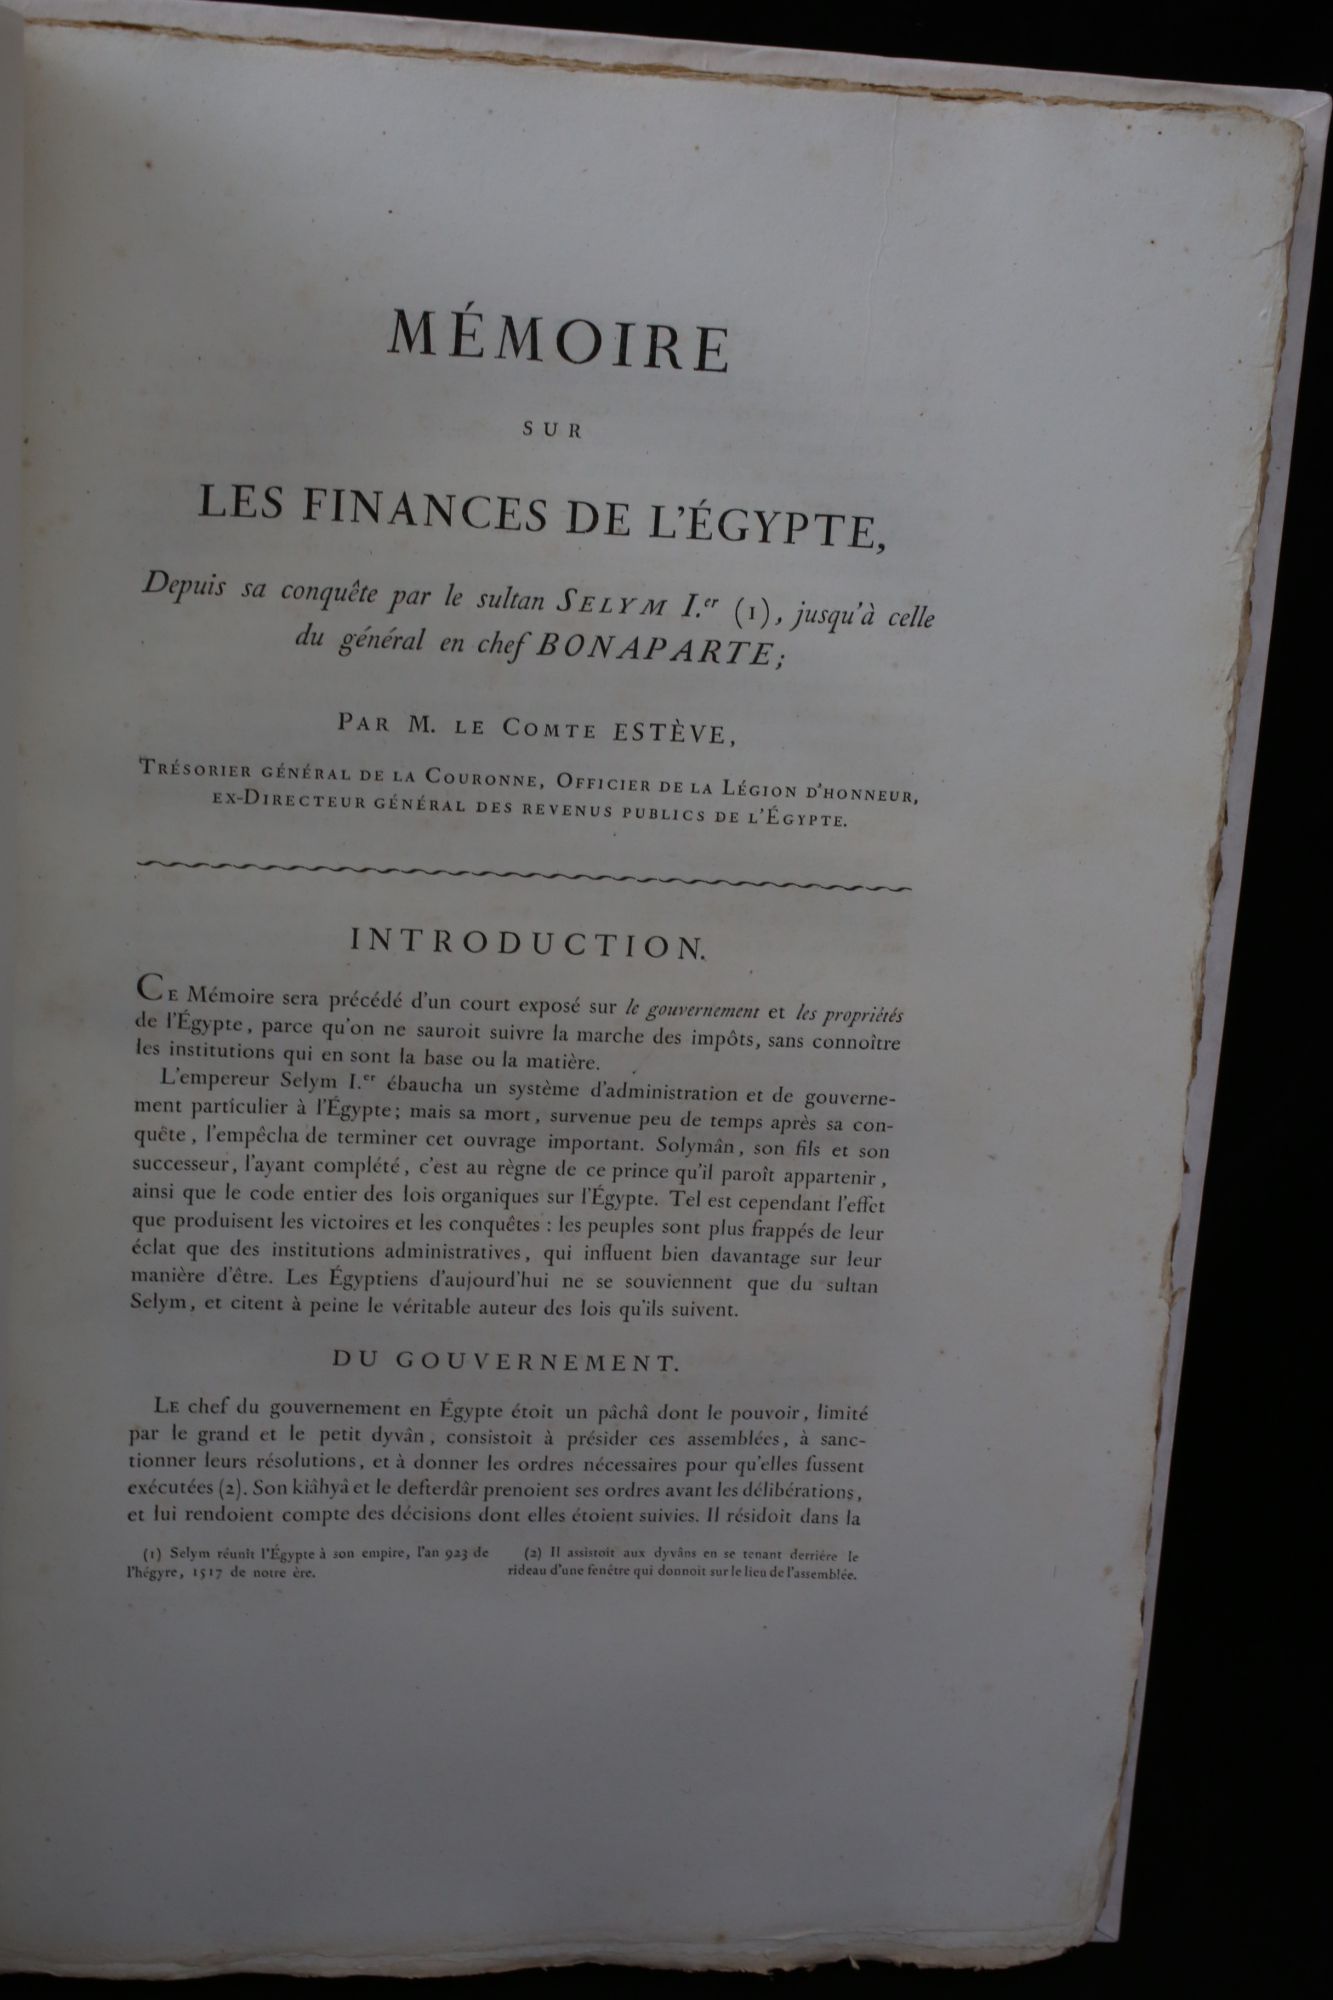 MÉMOIRE
SUR
LES FINANCES DE L'ÉGYPTE,
Depuis sa conquête par le sultan SELYM I.er (1), jusqu'à celle
du général en chef BONAPARTE;
PAR M. LE COMTE ESTÈVE,
TRÉSORIER GÉNÉRAL DE LA COURONNE, OFFICIER DE LA LÉGION D'HONNEUR,
EX-DIRECTEUR GÉNÉRAL DES REVENUS PUBLICS DE L'ÉGYPTE.
INTRODUCTION.
CE Mémoire sera précédé d'un court exposé sur le gouvernement et les propriétés
de l'Égypte, parce qu'on ne sauroit suivre la marche des impôts, sans connoître
les institutions qui en sont la base ou la matière.
L'empereur Selym I.er ébaucha un système d'administration et de gouverne-
ment particulier à l'Égypte; mais sa mort, survenue peu de temps après sa con-
quête, l'empêcha de terminer cet ouvrage important. Solymân, son fils et son
successeur, l'ayant complété, c'est au règne de ce prince qu'il paroît appartenir,
ainsi que le code entier des lois organiques sur l'Égypte. Tel est cependant l'effet
que produisent les victoires et les conquêtes : les peuples sont plus frappés de leur
éclat que des institutions administratives, qui influent bien davantage sur leur
manière d'être. Les Égyptiens d'aujourd'hui ne se souviennent que du sultan
Selym, et citent à peine le véritable auteur des lois qu'ils suivent.
DU GOUVERNEMENT.
LE chef du gouvernement en Égypte étoit un pâchâ dont le pouvoir, limité
par le grand et le petit dyvân, consistoit à présider ces assemblées, à sanc-
tionner leurs résolutions, et à donner les ordres nécessaires pour qu'elles fussent
exécutées (2). Son kiâhyâ et le defterdâr prenoient ses ordres avant les délibérations,
et lui rendoient compte des décisions dont elles étoient suivies. Il résidoit dans la
(1) Selym réunit l'Égypte à son empire, l'an 923 de
l'hégyre, 1517 de notre ère.
(2) Il assistoit aux dyvâns en se tenant derrière le
rideau d'une fenêtre qui donnoit sur le lieu de l'assemblée.